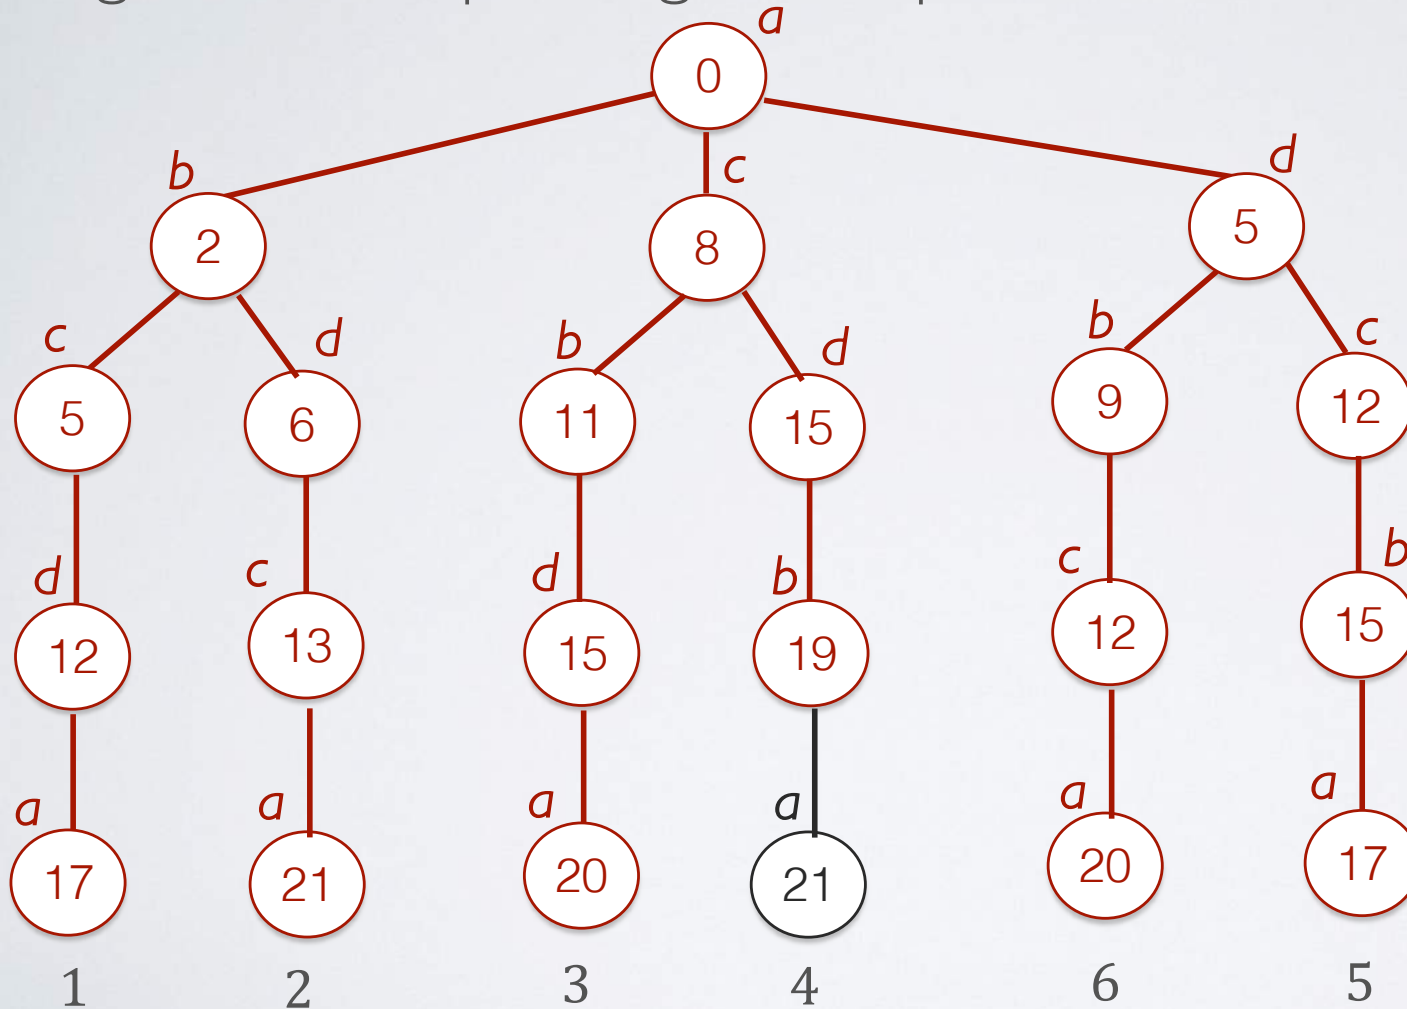 a
0
b c d
2 8 5
c d b d b c
5 6 11 15 9 12
d c d b c b
12 13 15 19 12 15
a a a a a a
17 21 20 21 20 17
1 2 3 4 6 5